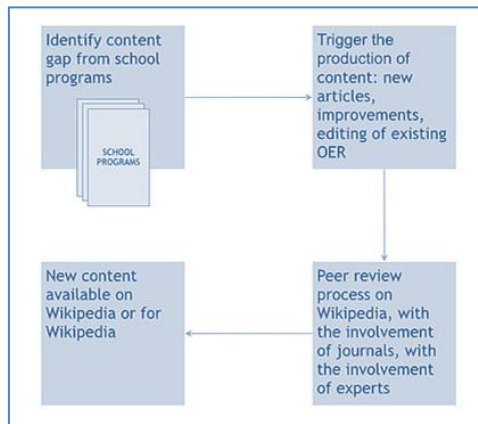 Identify content
gap from school
programs
SCHOOL
PROGRAMS
Trigger the
production of
content: new
articles,
improvements,
editing of existing
OER
Peer review
process on
Wikipedia, with
the involvement
of journals, with
the involvement
of experts
New content
available on
Wikipedia or for
Wikipedia